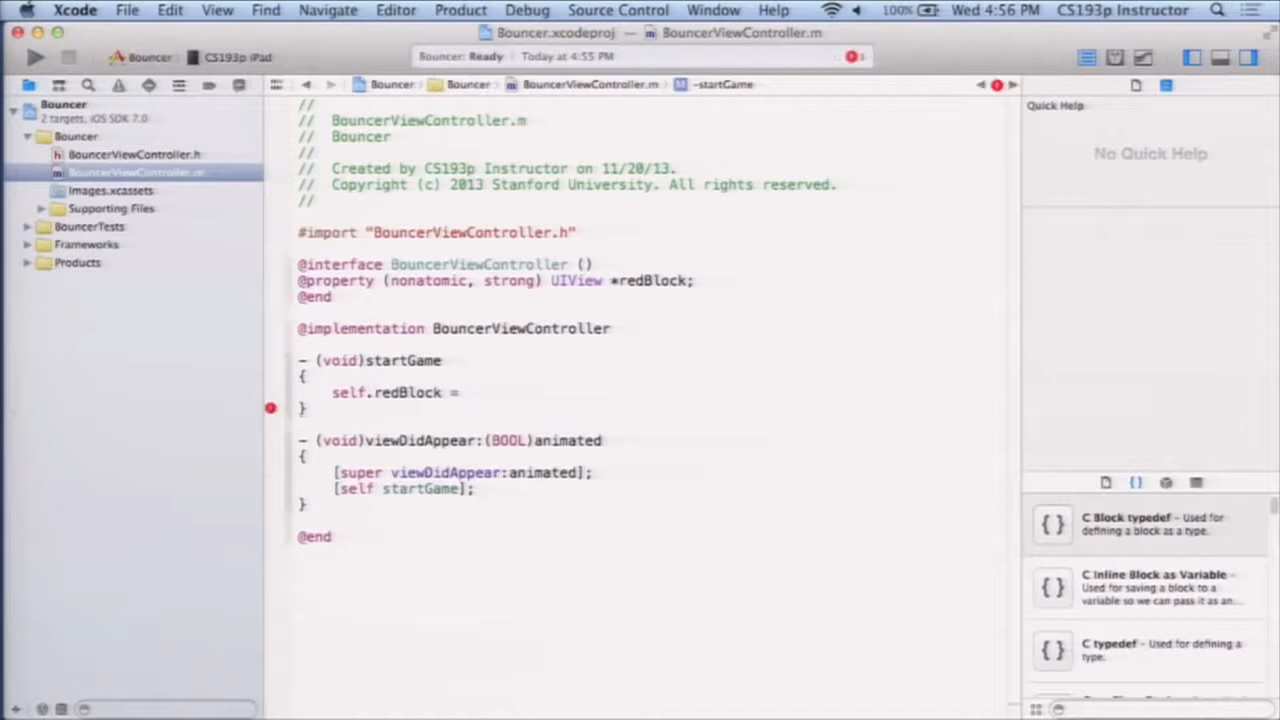 Xcode File Edit View Find Navigate Editor Product Debug Source Control Window Help 100% Wed 4:56 PM CS193p Instructor
Bouncer.xcodeproj — BouncerViewController.m
Bouncer CS193p iPad Bouncer: Ready Today at 4:55 PM
Bouncer Bouncer BouncerViewController.m -startGame
Bouncer
2 targets, iOS SDK 7.0
Bouncer
BouncerViewController.h
BouncerViewController.m
Images.xcassets
Supporting Files
BouncerTests
Frameworks
Products
//
// BouncerViewController.m
// Bouncer
//
// Created by CS193p Instructor on 11/20/13.
// Copyright (c) 2013 Stanford University. All rights reserved.
//
#import "BouncerViewController.h"
@interface BouncerViewController ()
@property (nonatomic, strong) UIView *redBlock;
@end
@implementation BouncerViewController
- (void)startGame
{
self.redBlock =
}
- (void)viewDidAppear:(BOOL)animated
{
[super viewDidAppear:animated];
[self startGame];
}
@end
Quick Help
No Quick Help
{ } C Block typedef - Used for
defining a block as a type.
{ } C Inline Block as Variable -
Used for saving a block to a
variable so we can pass it as an...
{ } C typedef - Used for defining a
type.